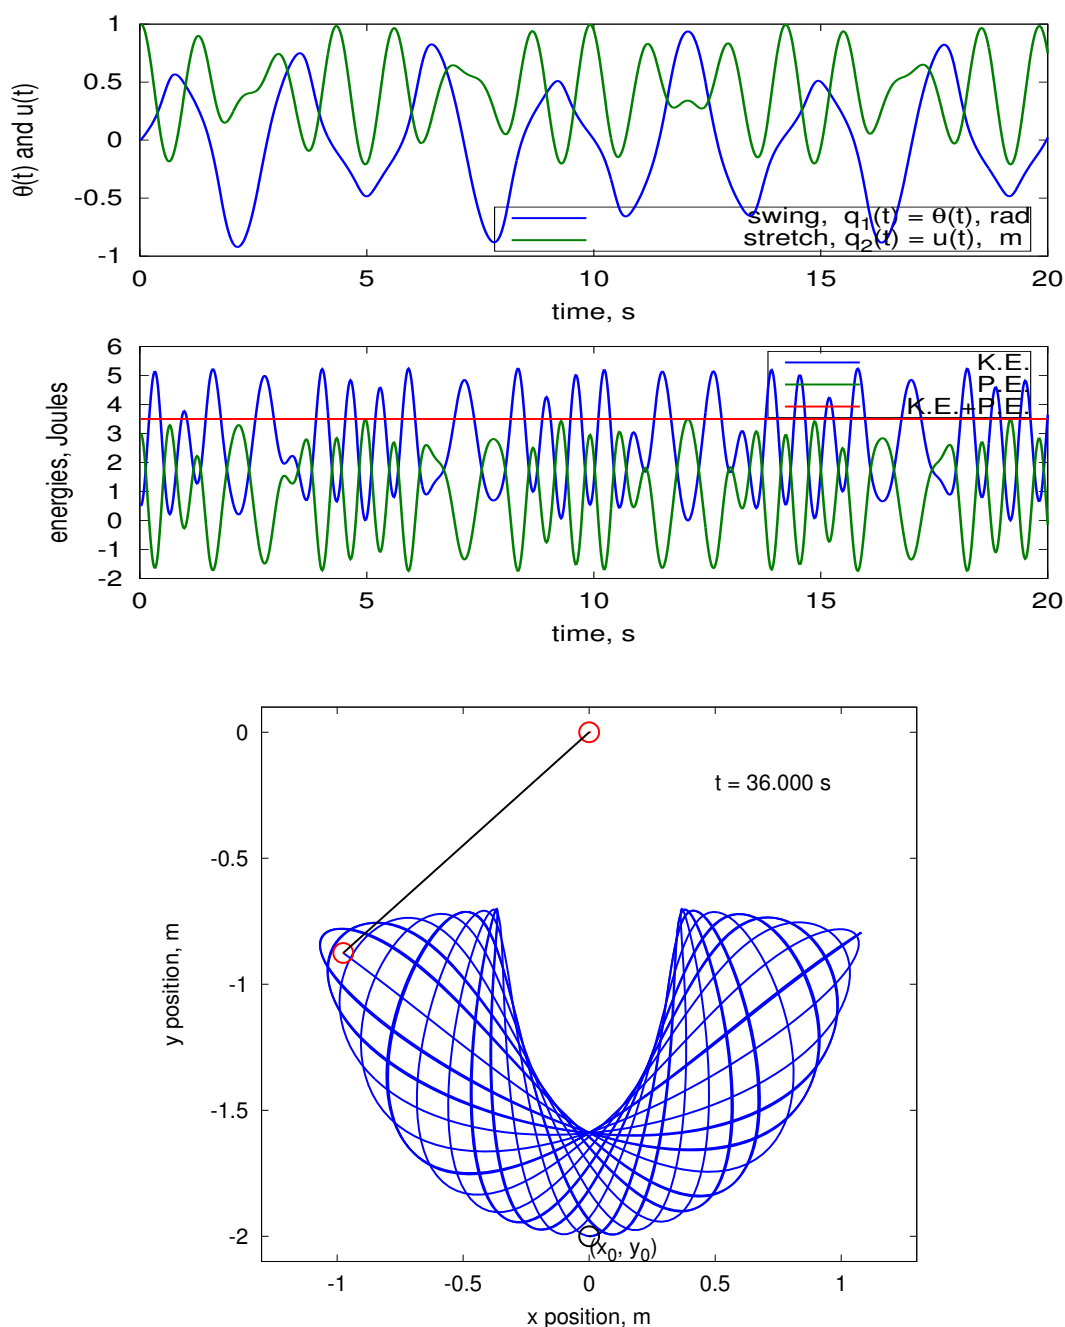 1
0.5
0
-0.5
-1
θ(t) and u(t)
swing, q1(t) = θ(t), rad
stretch, q2(t) = u(t), m
0 5 10 15 20
time, s
6
5
4
3
2
1
0
-1
-2
energies, Joules
K.E.
P.E.
K.E.+P.E.
0 5 10 15 20
time, s
0
-0.5
-1
-1.5
-2
y position, m
t = 36.000 s
(x0, y0)
-1 -0.5 0 0.5 1
x position, m